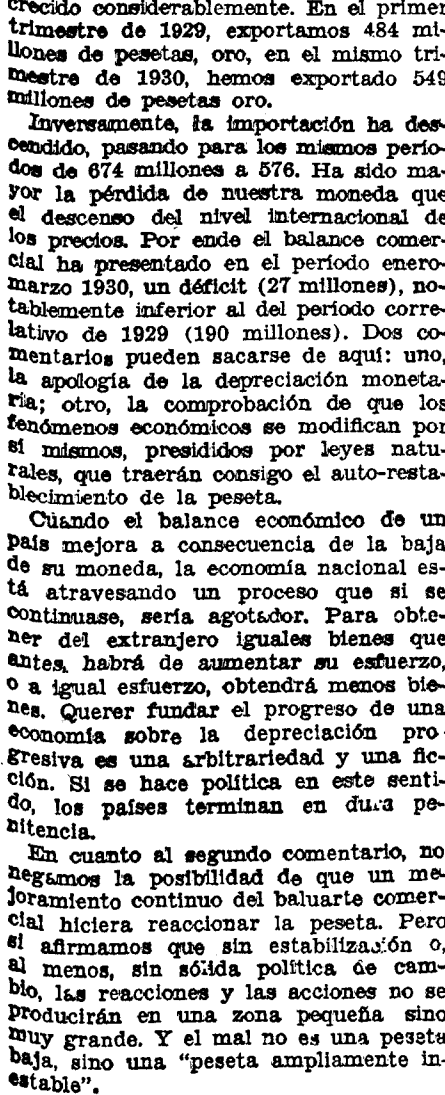 crecido considerablemente. En el primer
trimestre de 1929, exportamos 484 mi-
llones de pesetas, oro, en el mismo tri-
mestre de 1930, hemos exportado 549
millones de pesetas oro.
Inversamente, la importación ha des-
cendido, pasando para los mismos perío-
dos de 674 millones a 576. Ha sido ma-
yor la pérdida de nuestra moneda que
el descenso del nivel internacional de
los precios. Por ende el balance comer-
cial ha presentado en el período enero-
marzo 1930, un déficit (27 millones), no-
tablemente inferior al del período corre-
lativo de 1929 (190 millones). Dos co-
mentarios pueden sacarse de aquí: uno,
la apología de la depreciación moneta-
ria; otro, la comprobación de que los
fenómenos económicos se modifican por
sí mismos, presididos por leyes natu-
rales, que traerán consigo el auto-resta-
blecimiento de la peseta.
Cuando el balance económico de un
país mejora a consecuencia de la baja
de su moneda, la economía nacional es-
tá atravesando un proceso que si se
continuase, sería agotador. Para obte-
ner del extranjero iguales bienes que
antes, habrá de aumentar su esfuerzo,
o a igual esfuerzo, obtendrá menos bie-
nes. Querer fundar el progreso de una
economía sobre la depreciación pro-
gresiva es una arbitrariedad y una fic-
ción. Si se hace política en este senti-
do, los países terminan en dura pe-
nitencia.
En cuanto al segundo comentario, no
negamos la posibilidad de que un me-
joramiento continuo del baluarte comer-
cial hiciera reaccionar la peseta. Pero
sí afirmamos que sin estabilización o,
al menos, sin sólida política de cam-
bio, las reacciones y las acciones no se
producirán en una zona pequeña sino
muy grande. Y el mal no es una peseta
baja, sino una "peseta ampliamente in-
estable".